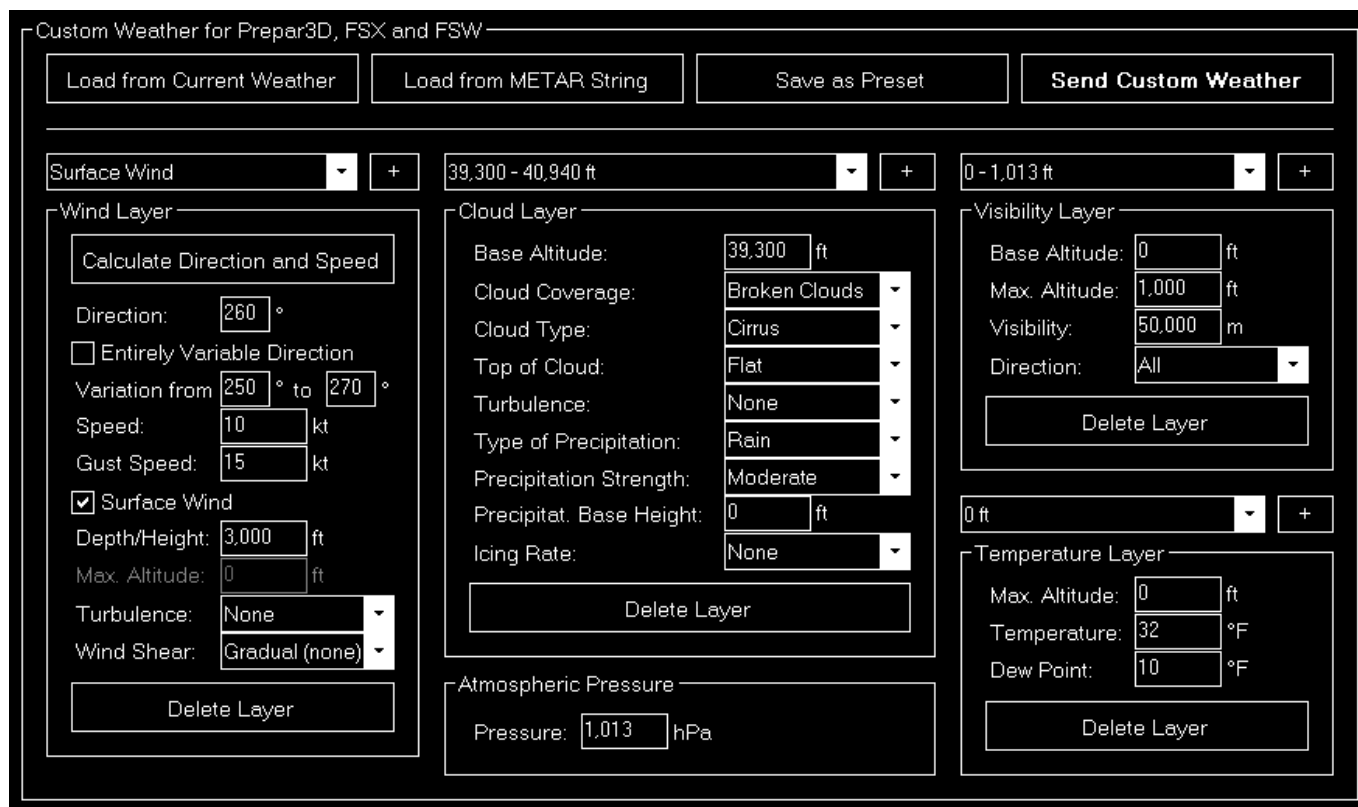 Custom Weather for Prepar3D, FSX and FSW
Load from Current Weather
Load from METAR String
Save as Preset
Send Custom Weather
Surface Wind
+
39,300 - 40,940 ft
+
0 - 1,013 ft
+
Wind Layer
Calculate Direction and Speed
Direction: 260 °
Entirely Variable Direction
Variation from 250 ° to 270 °
Speed: 10 kt
Gust Speed: 15 kt
Surface Wind
Depth/Height: 3,000 ft
Max. Altitude: 0 ft
Turbulence: None
Wind Shear: Gradual (none)
Delete Layer
Cloud Layer
Base Altitude: 39,300 ft
Cloud Coverage: Broken Clouds
Cloud Type: Cirrus
Top of Cloud: Flat
Turbulence: None
Type of Precipitation: Rain
Precipitation Strength: Moderate
Precipitat. Base Height: 0 ft
Icing Rate: None
Delete Layer
Atmospheric Pressure
Pressure: 1,013 hPa
Visibility Layer
Base Altitude: 0 ft
Max. Altitude: 1,000 ft
Visibility: 50,000 m
Direction: All
Delete Layer
0 ft
+
Temperature Layer
Max. Altitude: 0 ft
Temperature: 32 °F
Dew Point: 10 °F
Delete Layer